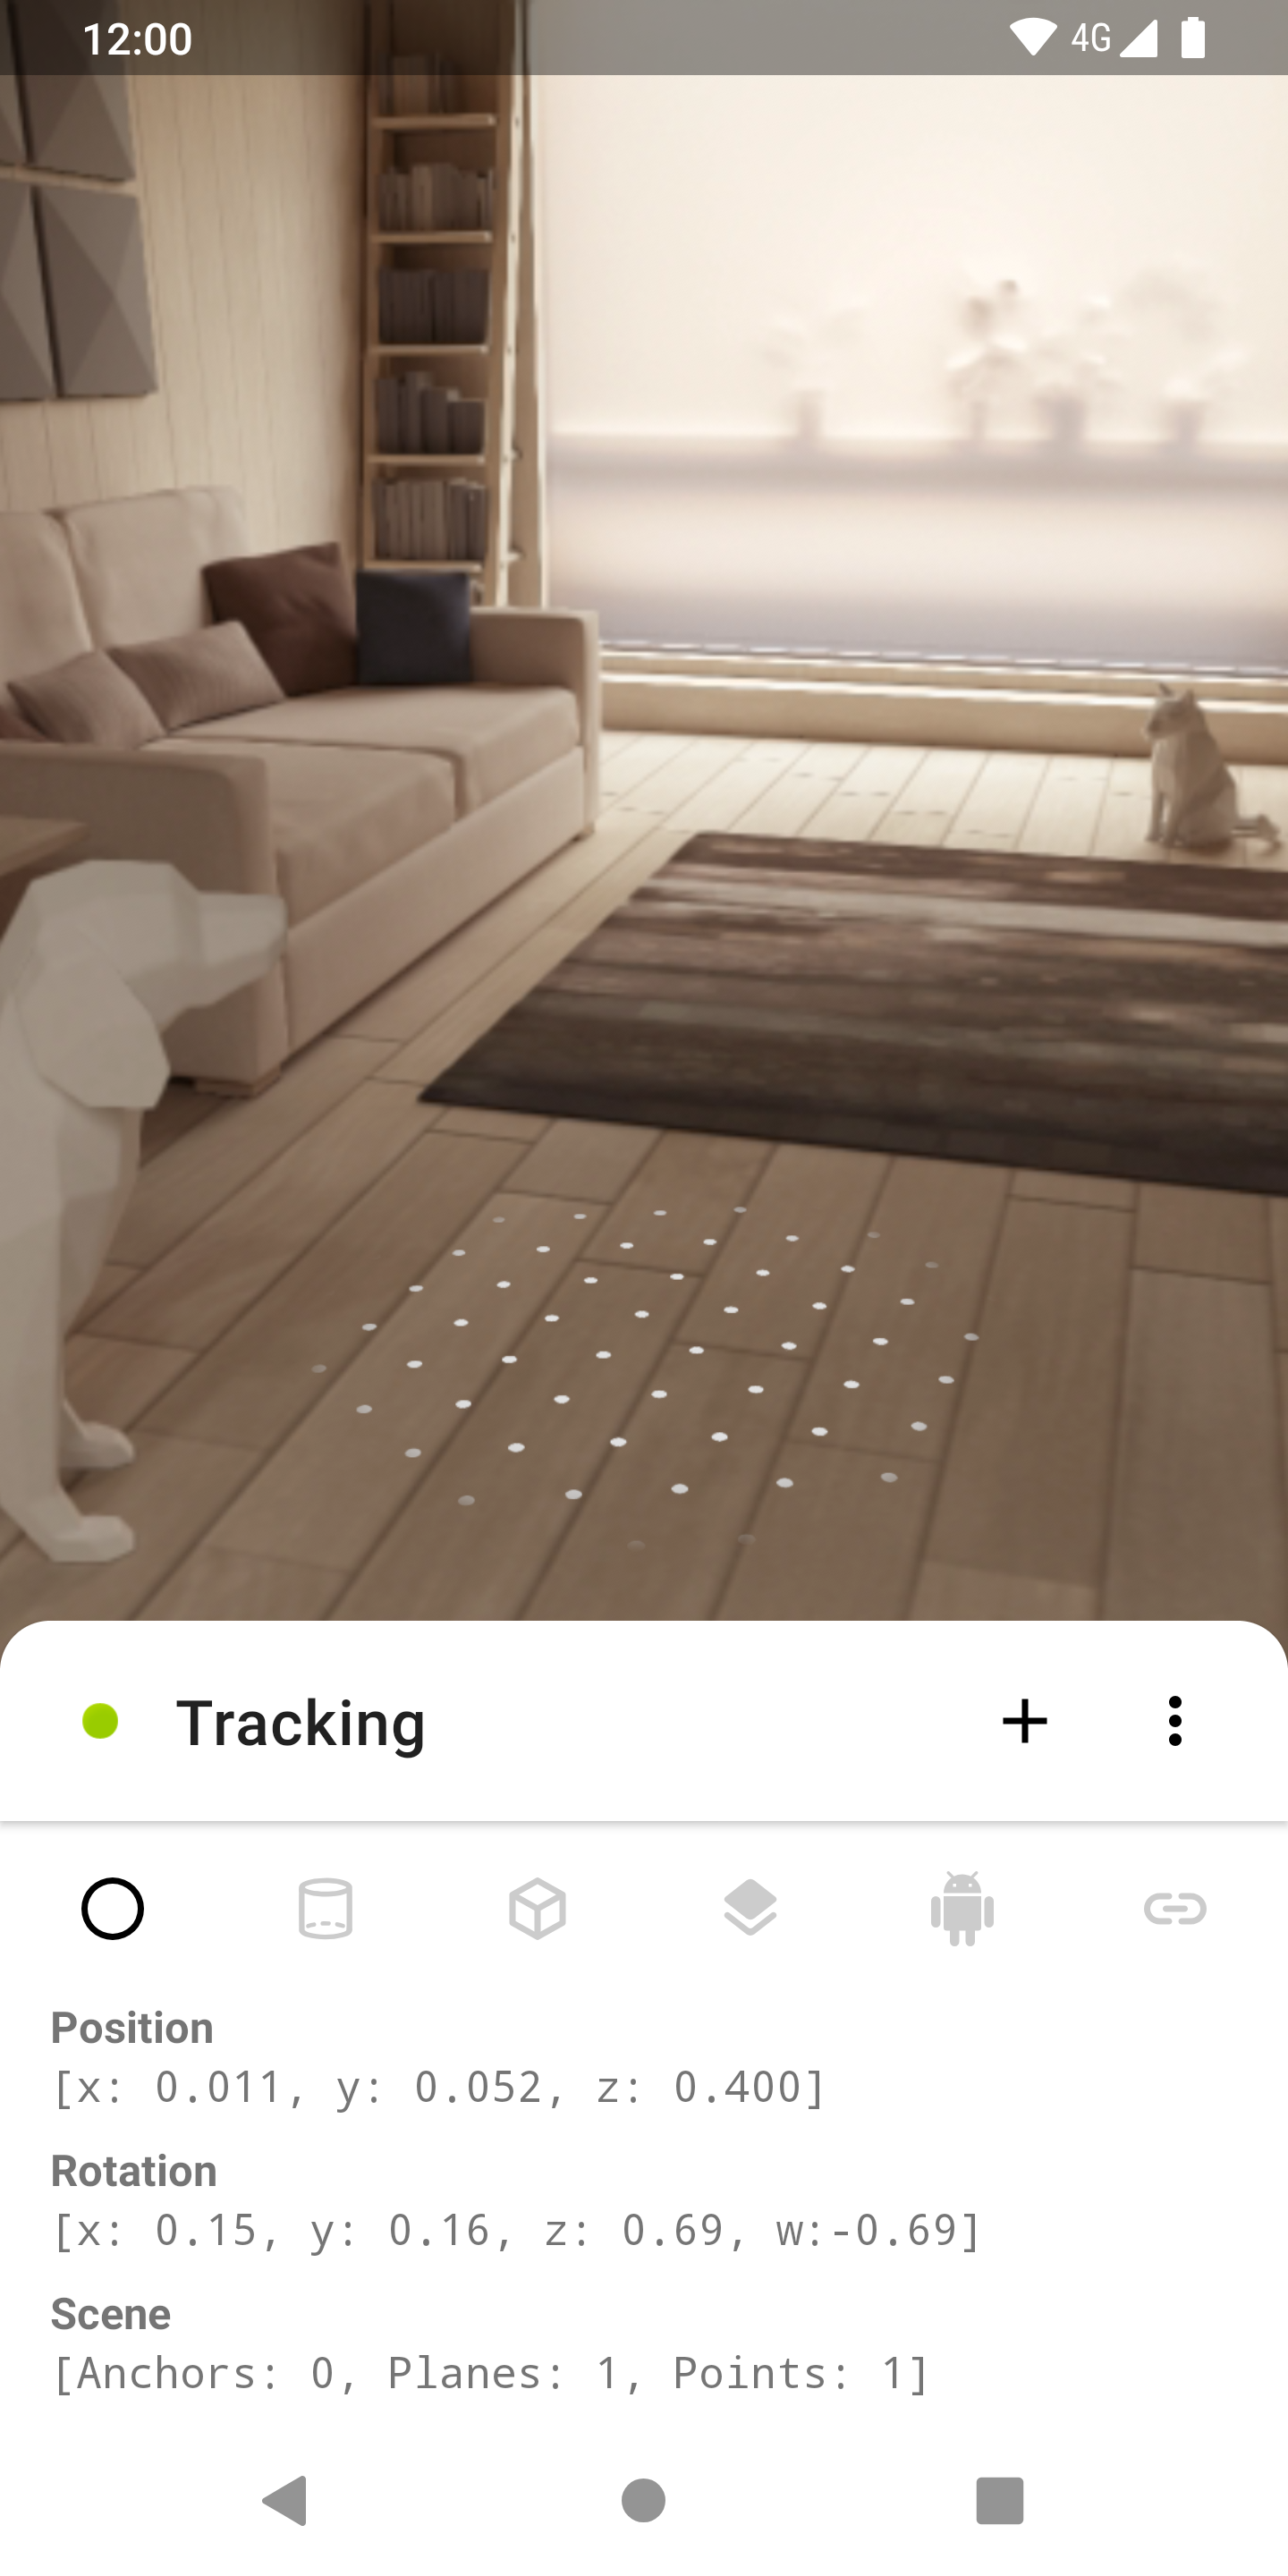 12:00 4G
Tracking
Position
[x: 0.011, y: 0.052, z: 0.400]
Rotation
[x: 0.15, y: 0.16, z: 0.69, w:-0.69]
Scene
[Anchors: 0, Planes: 1, Points: 1]